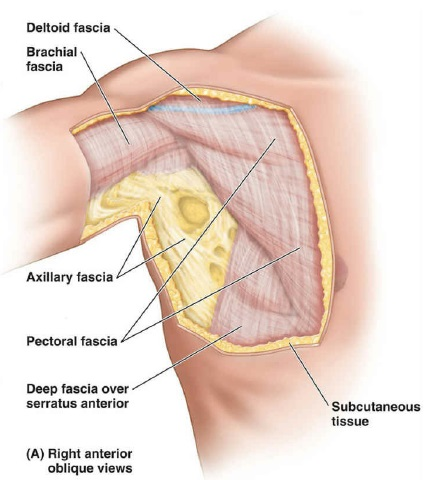 Deltoid fascia
Brachial
fascia
Axillary fascia
Pectoral fascia
Deep fascia over
serratus anterior
Subcutaneous
tissue
(A) Right anterior
oblique views